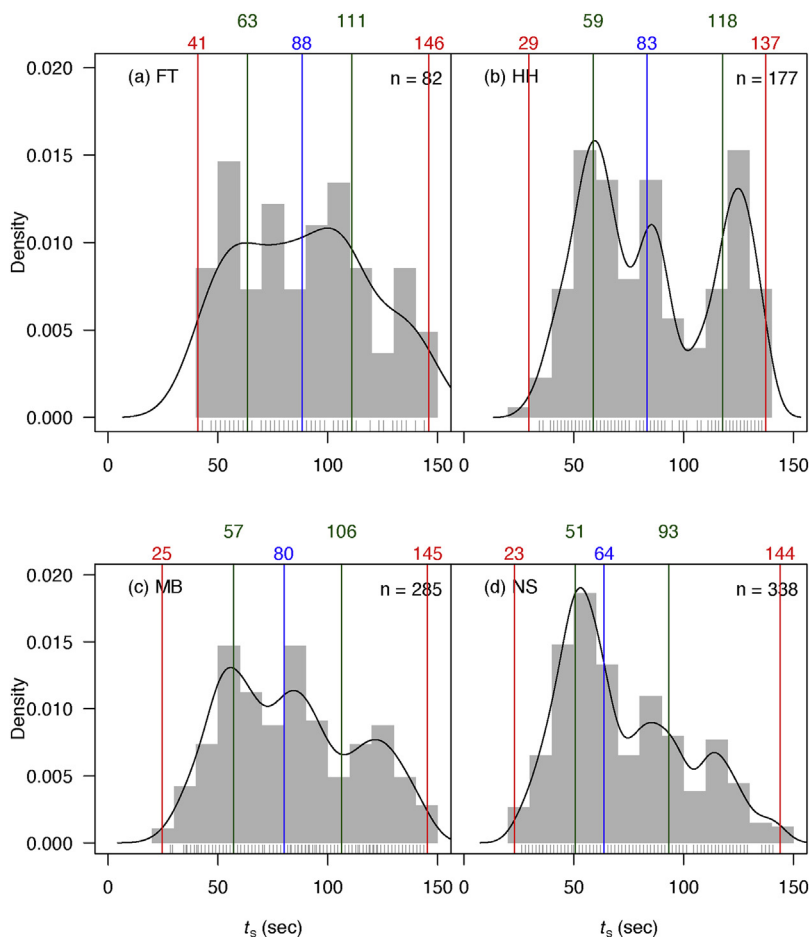 63 111
41 88 146
59 118
29 83 137
(a) FT n = 82
(b) HH n = 177
0.020
0.015
0.010
0.005
0.000
Density
0 50 100 150
0 50 100 150
57 106
25 80 145
51 93
23 64 144
(c) MB n = 285
(d) NS n = 338
0.020
0.015
0.010
0.005
0.000
Density
0 50 100 150
0 50 100 150
ts (sec)
ts (sec)